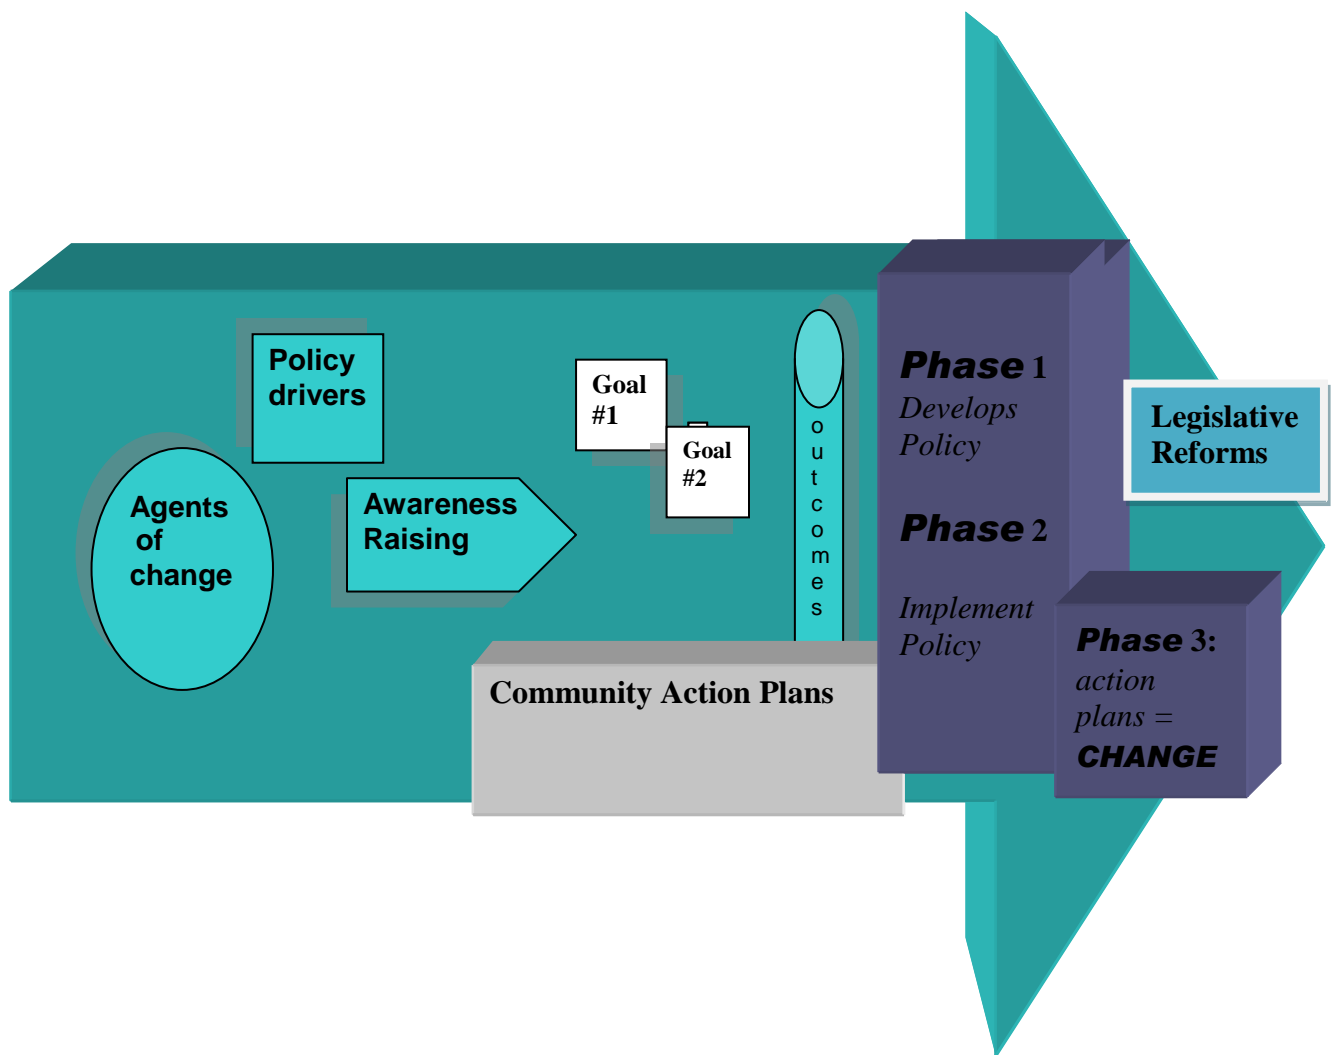 Policy
drivers
Agents
of
change
Awareness
Raising
Goal
#1
Goal
#2
outcomes
Community Action Plans
Phase 1
Develops
Policy
Phase 2
Implement
Policy
Phase 3:
action
plans =
CHANGE
Legislative
Reforms